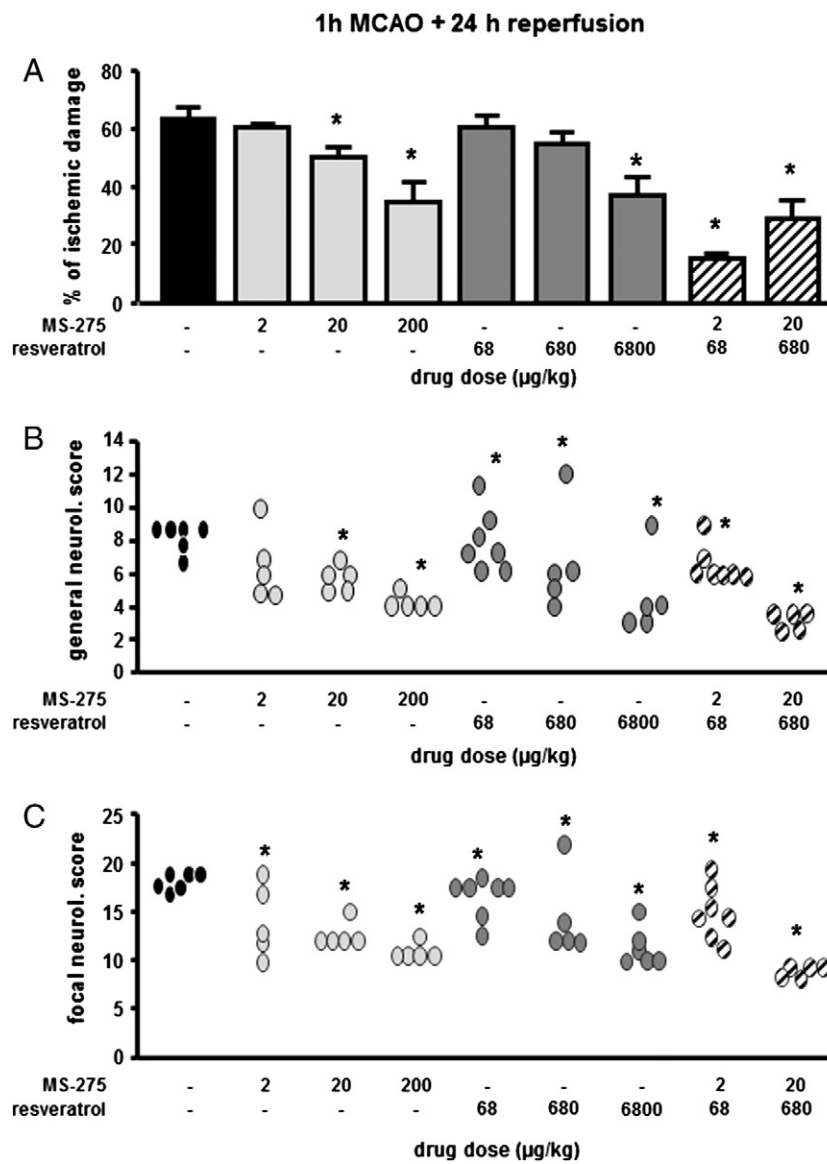 1h MCAO + 24 h reperfusion
A
% of ischemic damage
80
60
40
20
0
* * * * *
MS-275 - 2 20 200 - - - 2 20
resveratrol - - - - 68 680 6800 68 680
drug dose (µg/kg)
B
general neurol. score
14
12
10
8
6
4
2
0
* * * * * * *
MS-275 - 2 20 200 - - - 2 20
resveratrol - - - - 68 680 6800 68 680
drug dose (µg/kg)
C
focal neurol. score
25
20
15
10
5
0
* * * * * * * *
MS-275 - 2 20 200 - - - 2 20
resveratrol - - - - 68 680 6800 68 680
drug dose (µg/kg)